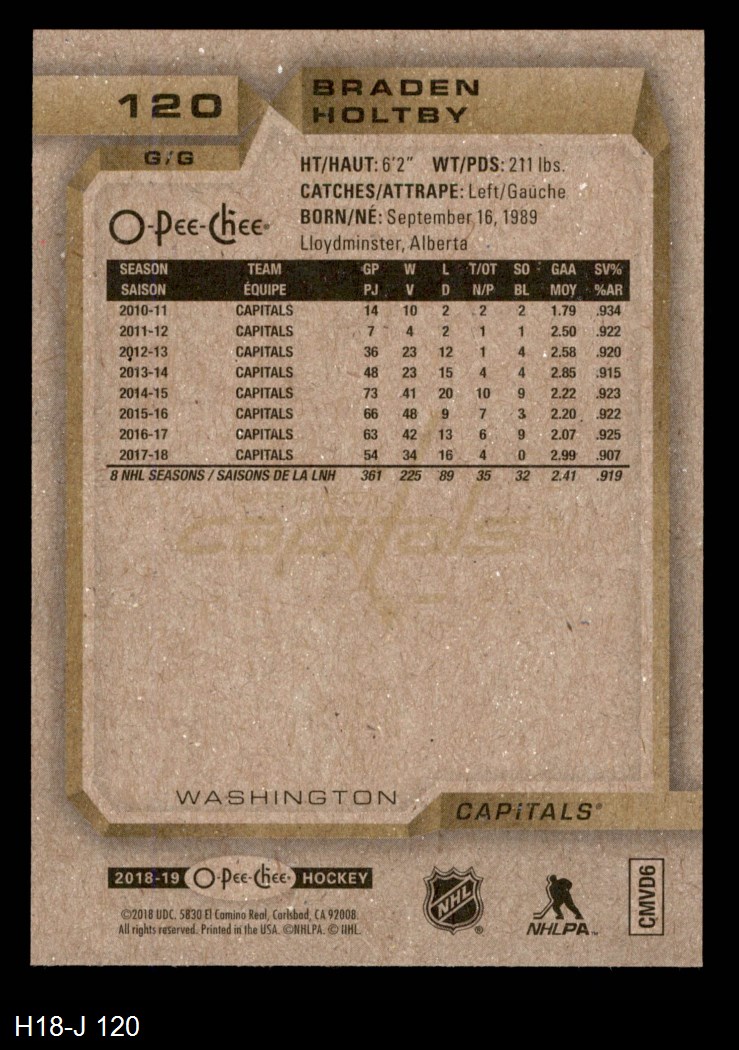 120
BRADEN
HOLTBY
G/G
HT/HAUT: 6'2" WT/PDS: 211 lbs.
CATCHES/ATTRAPE: Left/Gauche
BORN/NÉ: September 16, 1989
Lloydminster, Alberta
O-Pee-Chee
SEASON TEAM GP W L T/OT SO GAA SV%
SAISON ÉQUIPE PJ V D N/P BL MOY %AR
2010-11 CAPITALS 14 10 2 2 2 1.79 .934
2011-12 CAPITALS 7 4 2 1 1 2.50 .922
2012-13 CAPITALS 36 23 12 1 4 2.58 .920
2013-14 CAPITALS 48 23 15 4 4 2.85 .915
2014-15 CAPITALS 73 41 20 10 9 2.22 .923
2015-16 CAPITALS 66 48 9 7 3 2.20 .922
2016-17 CAPITALS 63 42 13 6 9 2.07 .925
2017-18 CAPITALS 54 34 16 4 0 2.99 .907
8 NHL SEASONS / SAISONS DE LA LNH 361 225 89 35 32 2.41 .919
capitals
WASHINGTON
CAPITALS®
2018-19 O-Pee-Chee HOCKEY
©2018 UDC. 5830 El Camino Real, Carlsbad, CA 92008.
All rights reserved. Printed in the USA. ©NHLPA. © NHL.
NHL ®
NHLPA™
CMVD6
H18-J 120